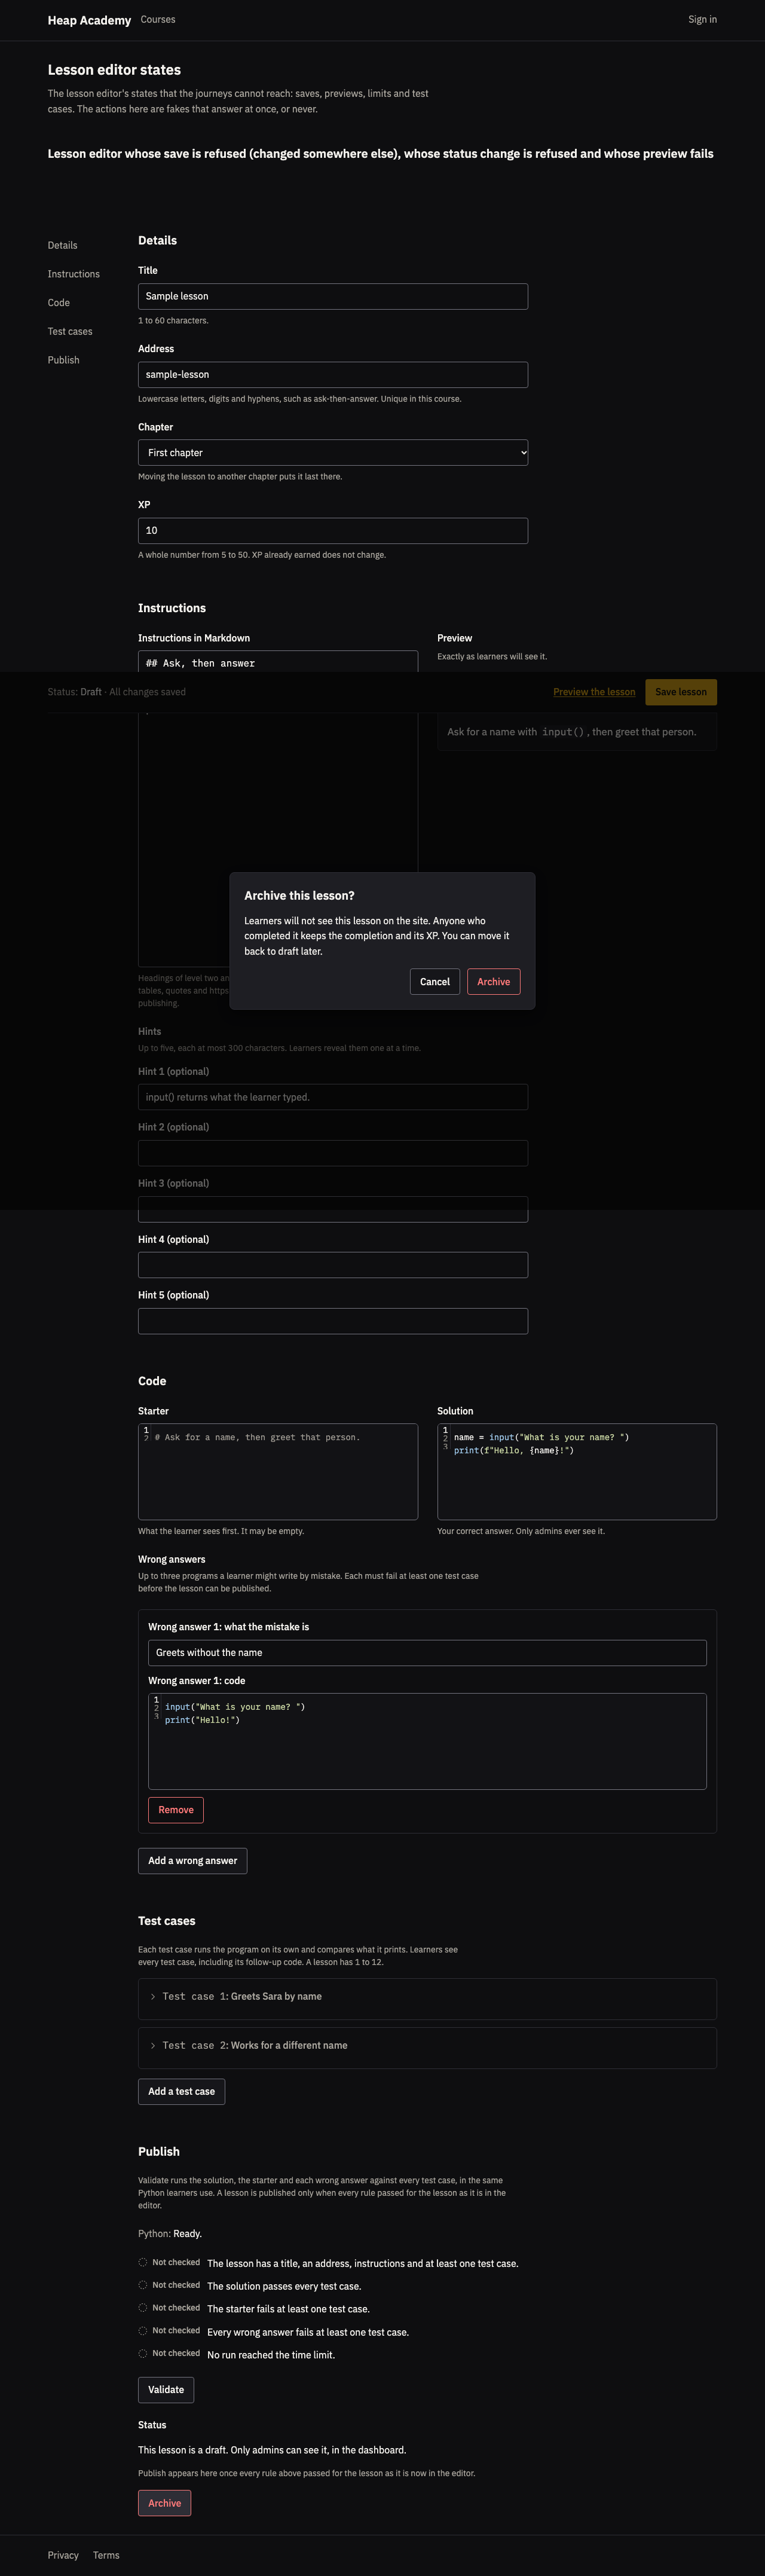 Heap Academy
Courses
Sign in
Lesson editor states
The lesson editor's states that the journeys cannot reach: saves, previews, limits and test
cases. The actions here are fakes that answer at once, or never.
Lesson editor whose save is refused (changed somewhere else), whose status change is refused and whose preview fails
Details
Instructions
Code
Test cases
Publish
Details
Title
Sample lesson
1 to 60 characters.
Address
sample-lesson
Lowercase letters, digits and hyphens, such as ask-then-answer. Unique in this course.
Chapter
First chapter
Moving the lesson to another chapter puts it last there.
XP
10
A whole number from 5 to 50. XP already earned does not change.
Instructions
Instructions in Markdown
## Ask, then answer
Preview
Exactly as learners will see it.
Status: Draft · All changes saved
Preview the lesson
Save lesson
Ask for a name with input(), then greet that person.
Archive this lesson?
Learners will not see this lesson on the site. Anyone who
completed it keeps the completion and its XP. You can move it
back to draft later.
Cancel
Archive
Headings of level two an
tables, quotes and https
publishing.
Hints
Up to five, each at most 300 characters. Learners reveal them one at a time.
Hint 1 (optional)
input() returns what the learner typed.
Hint 2 (optional)
Hint 3 (optional)
Hint 4 (optional)
Hint 5 (optional)
Code
Starter
1
2
# Ask for a name, then greet that person.
What the learner sees first. It may be empty.
Solution
1
2
3
name = input("What is your name? ")
print(f"Hello, {name}!")
Your correct answer. Only admins ever see it.
Wrong answers
Up to three programs a learner might write by mistake. Each must fail at least one test case
before the lesson can be published.
Wrong answer 1: what the mistake is
Greets without the name
Wrong answer 1: code
1
2
3
input("What is your name? ")
print("Hello!")
Remove
Add a wrong answer
Test cases
Each test case runs the program on its own and compares what it prints. Learners see
every test case, including its follow-up code. A lesson has 1 to 12.
Test case 1: Greets Sara by name
Test case 2: Works for a different name
Add a test case
Publish
Validate runs the solution, the starter and each wrong answer against every test case, in the same
Python learners use. A lesson is published only when every rule passed for the lesson as it is in the
editor.
Python: Ready.
Not checked The lesson has a title, an address, instructions and at least one test case.
Not checked The solution passes every test case.
Not checked The starter fails at least one test case.
Not checked Every wrong answer fails at least one test case.
Not checked No run reached the time limit.
Validate
Status
This lesson is a draft. Only admins can see it, in the dashboard.
Publish appears here once every rule above passed for the lesson as it is now in the editor.
Archive
Privacy
Terms